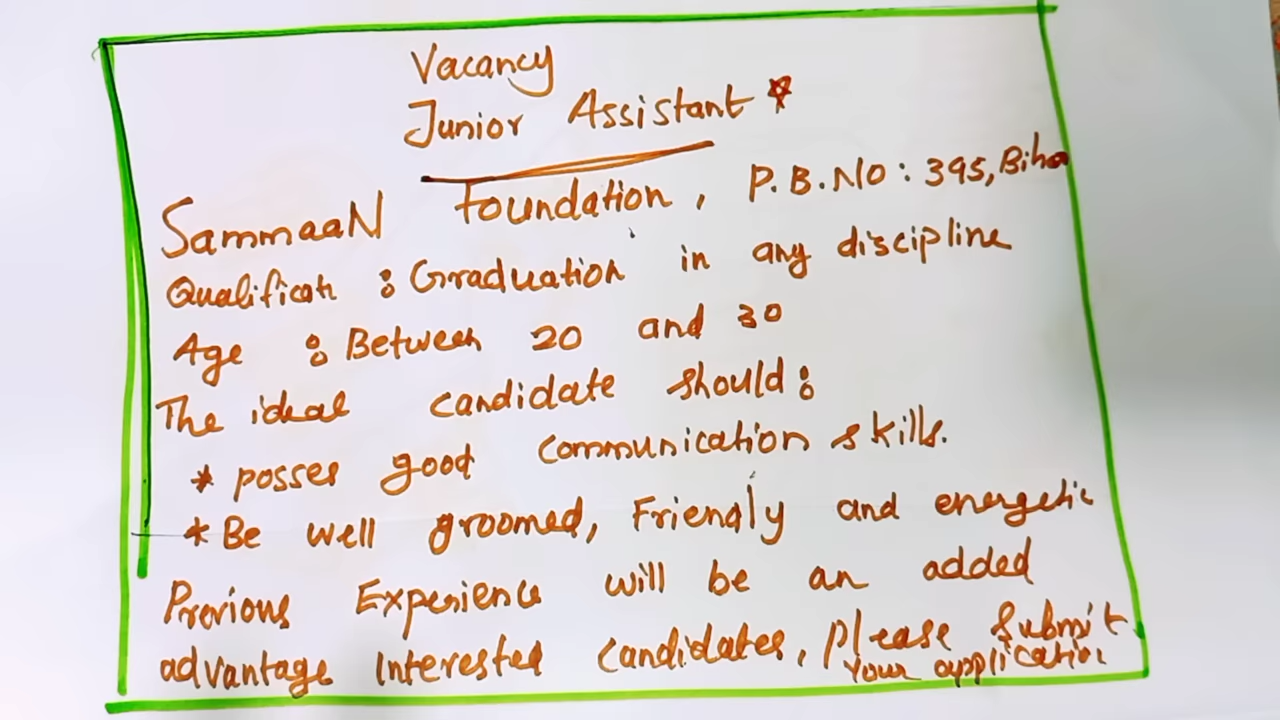 Vacancy
Junior Assistant *
SammaaN Foundation, P.B.NO: 395, Biha
Qualificatn : Graduation in any discipline
Age : Between 20 and 30
The ideal candidate should:
* posses good communication skills.
* Be well groomed, Friendly and energetic
Previous Experience will be an added
advantage Interested candidates, please submit
your application